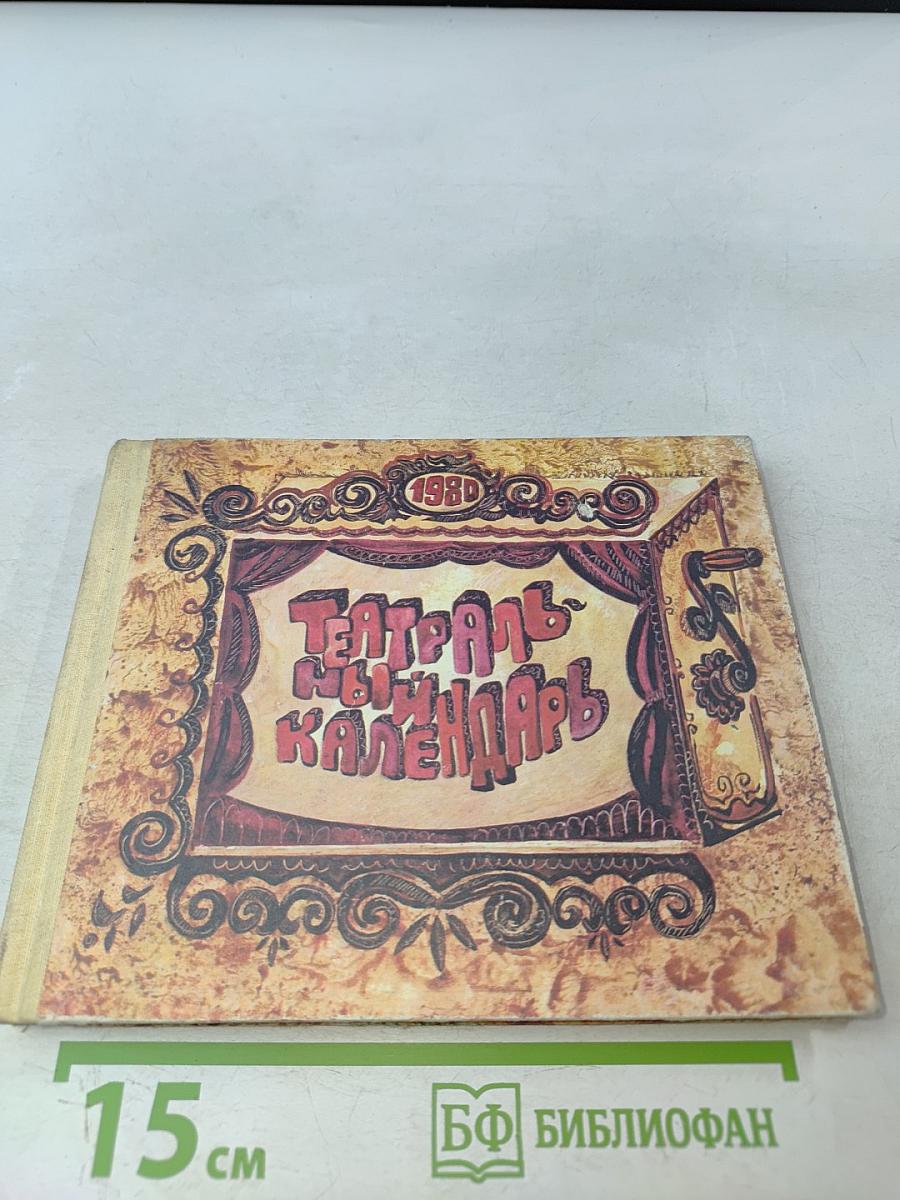 1980
ТЕАТРАЛЬ-
НЫЙ
КАЛЕНДАРЬ
15 см
БФ БИБЛИОФАН